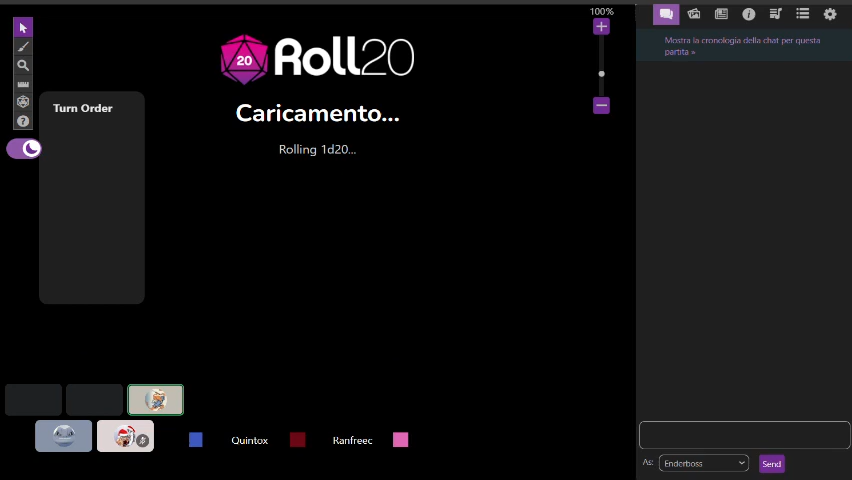 100%
Mostra la cronologia della chat per questa
partita »
20
Roll20
Turn Order
Caricamento...
Rolling 1d20...
Quintox
Ranfreec
As:
Enderboss
Send